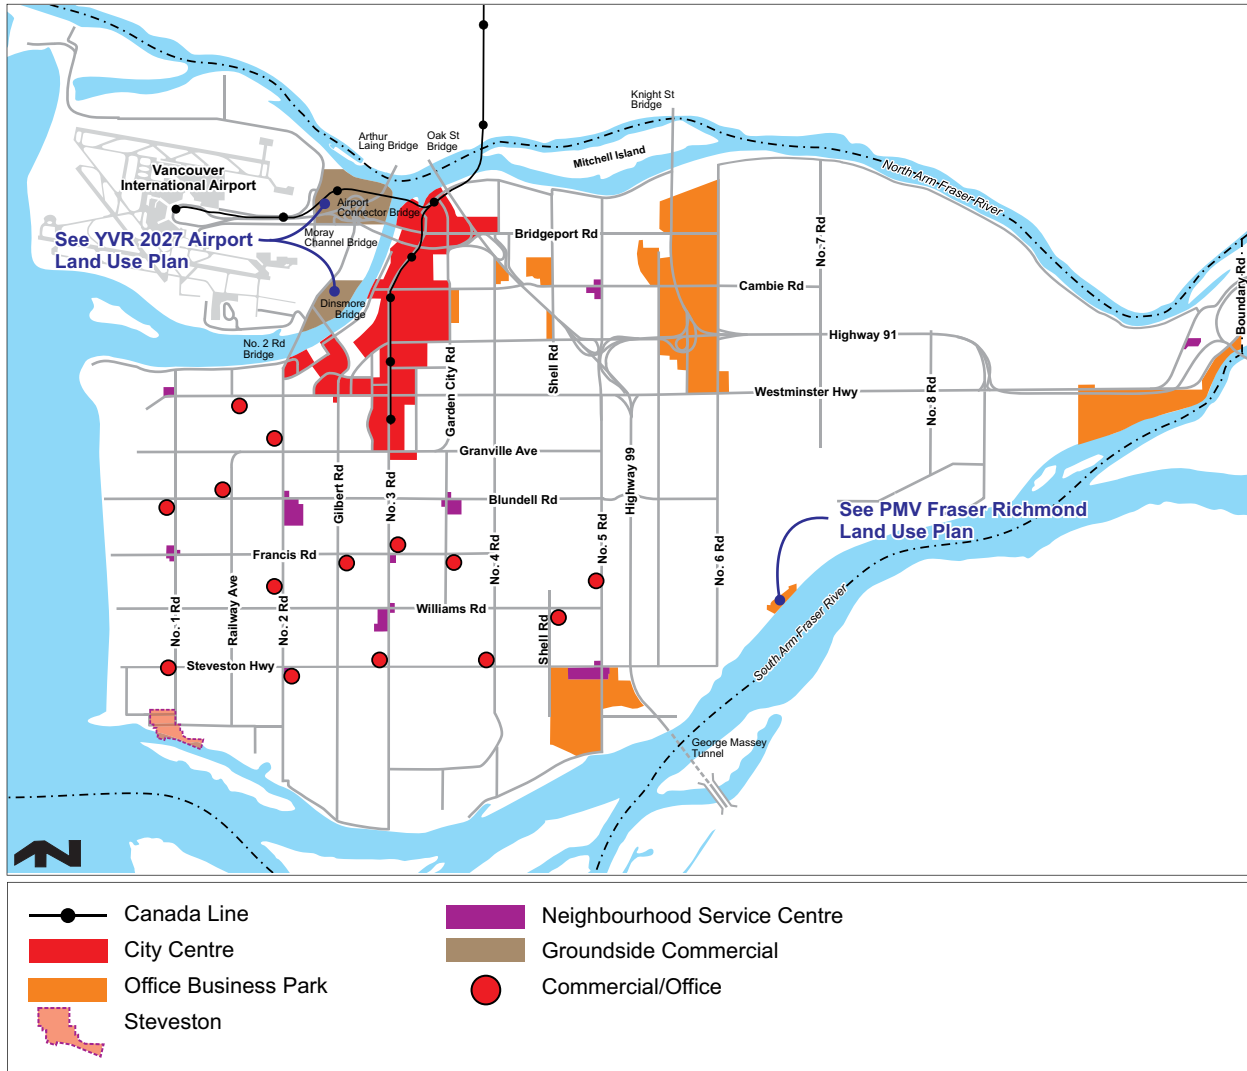 Knight St
Bridge
Arthur
Laing Bridge
Oak St
Bridge
Mitchell Island
North Arm Fraser River
Vancouver
International Airport
Airport
Connector Bridge
Moray
Channel Bridge
See YVR 2027 Airport
Land Use Plan
Bridgeport Rd
No. 7 Rd
Boundary Rd
Cambie Rd
Dinsmore
Bridge
No. 2 Rd
Bridge
Highway 91
Garden City Rd
Shell Rd
Westminster Hwy
No. 8 Rd
Granville Ave
Gilbert Rd
No. 3 Rd
Highway 99
Blundell Rd
See PMV Fraser Richmond
Land Use Plan
Francis Rd
No. 4 Rd
No. 5 Rd
No. 6 Rd
No. 1 Rd
Railway Ave
No. 2 Rd
Williams Rd
Shell Rd
South Arm Fraser River
Steveston Hwy
George Massey
Tunnel
N
Canada Line
City Centre
Office Business Park
Steveston
Neighbourhood Service Centre
Groundside Commercial
Commercial/Office